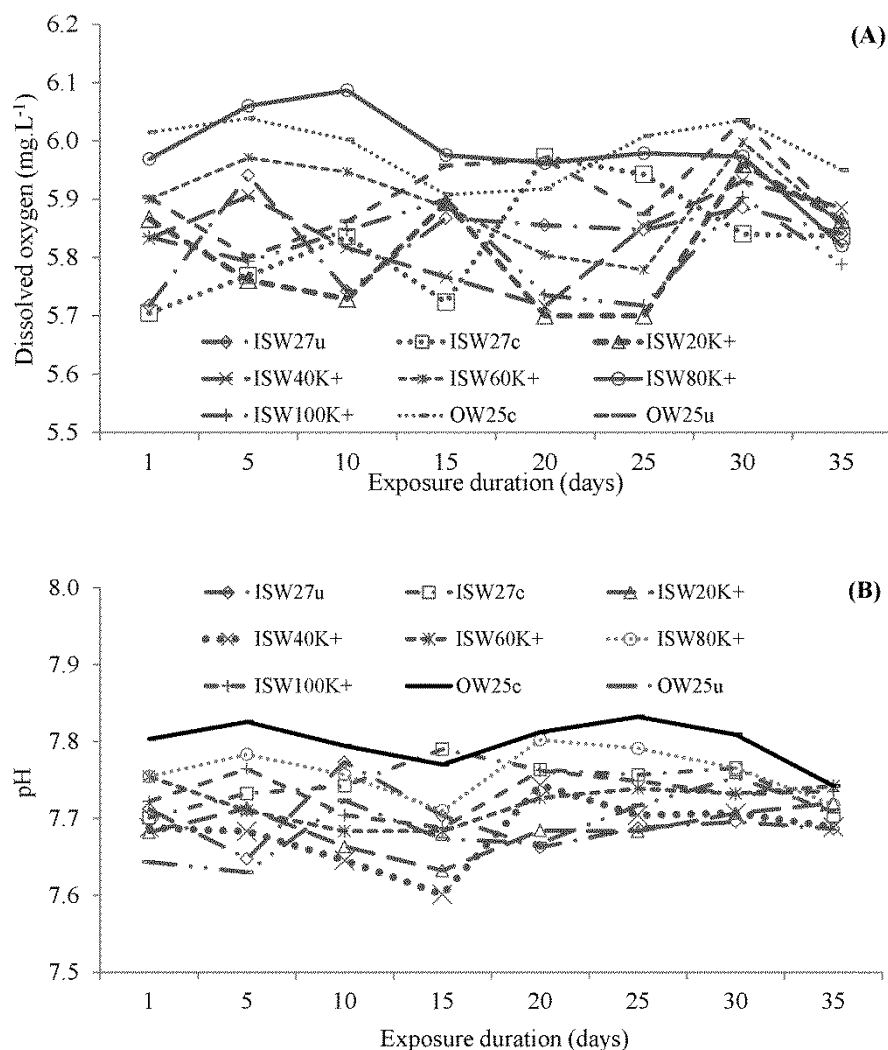 (A)
6.2
6.1
6.0
5.9
5.8
5.7
5.6
5.5
Dissolved oxygen (mg.L-1)
ISW27u ISW27c ISW20K+
ISW40K+ ISW60K+ ISW80K+
ISW100K+ OW25c OW25u
1 5 10 15 20 25 30 35
Exposure duration (days)
(B)
8.0
7.9
7.8
7.7
7.6
7.5
pH
ISW27u ISW27c ISW20K+
ISW40K+ ISW60K+ ISW80K+
ISW100K+ OW25c OW25u
1 5 10 15 20 25 30 35
Exposure duration (days)